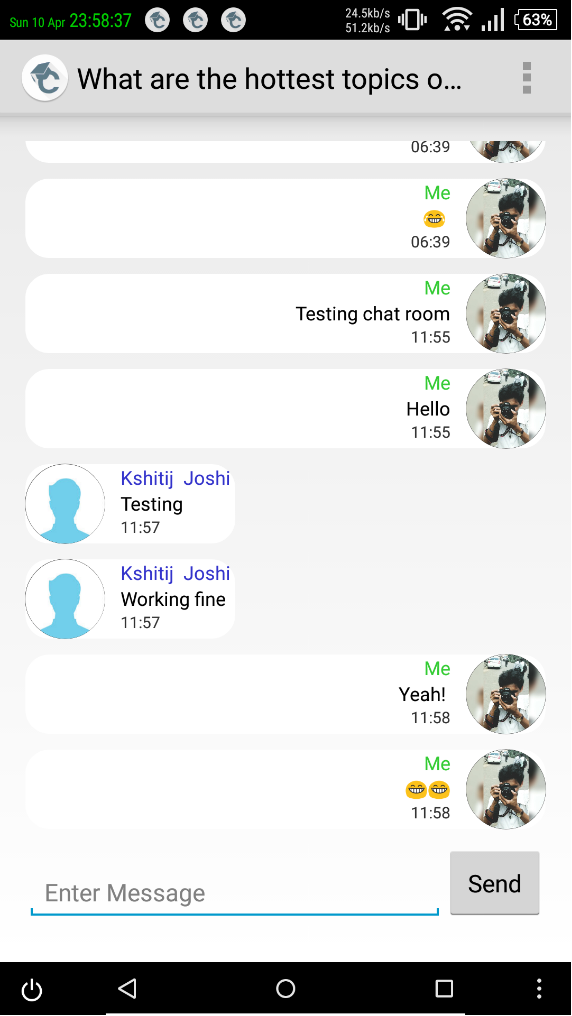 Sun 10 Apr 23:58:37
24.5kb/s
51.2kb/s
63%
What are the hottest topics o...
06:39
Me
😂
06:39
Me
Testing chat room
11:55
Me
Hello
11:55
Kshitij  Joshi
Testing
11:57
Kshitij  Joshi
Working fine
11:57
Me
Yeah!
11:58
Me
😁😁
11:58
Enter Message
Send